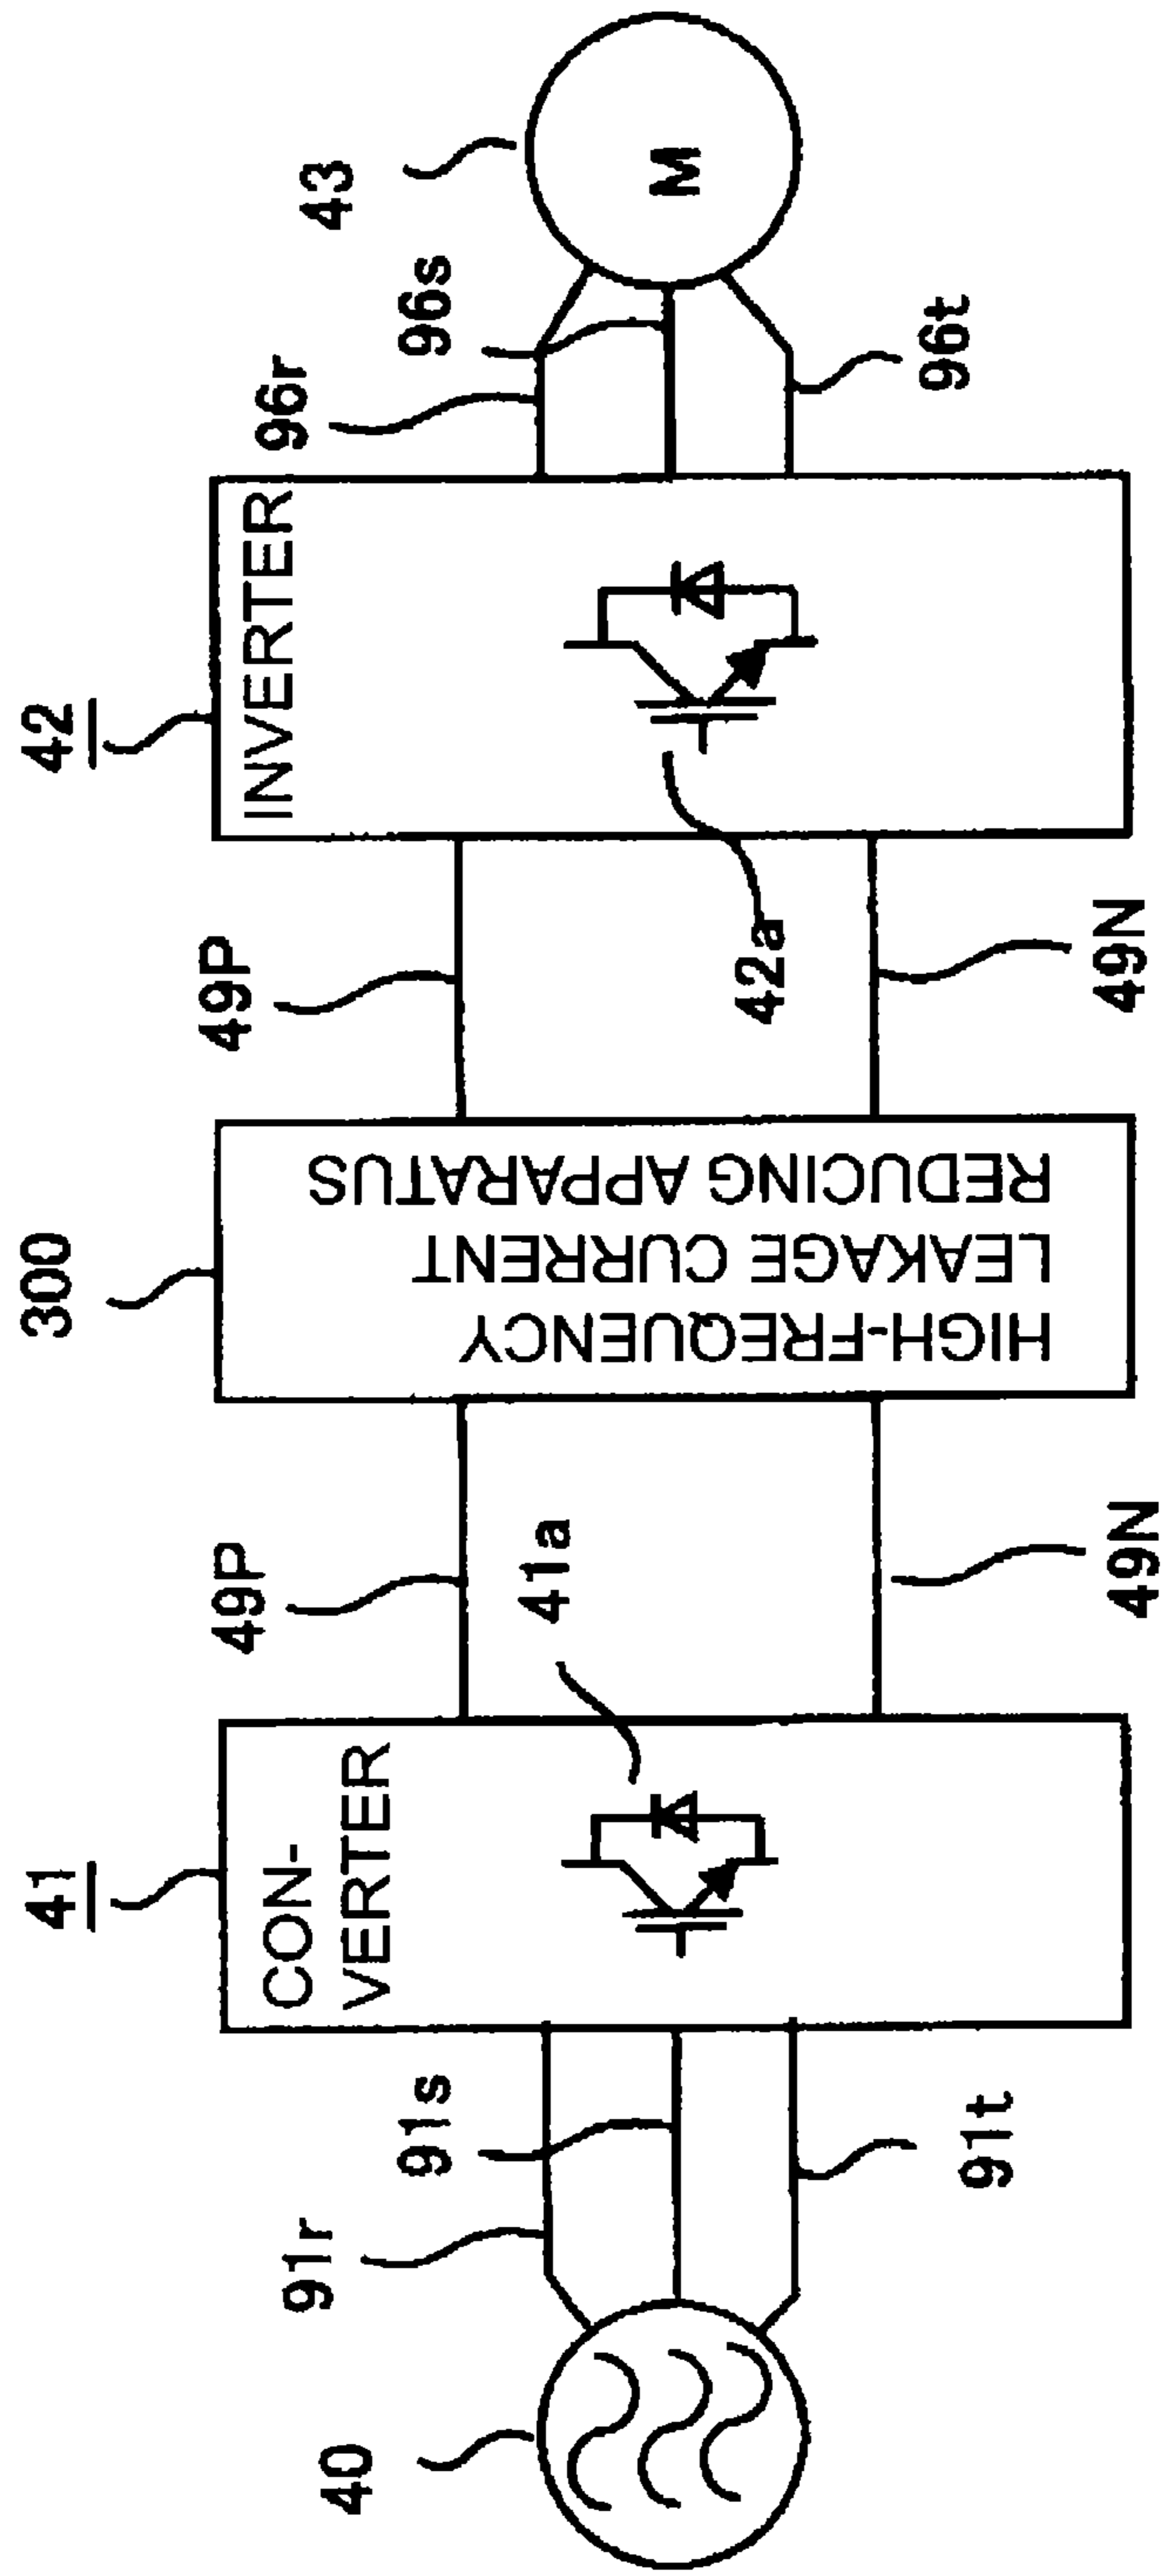 40
91r
91s
91t
41
CON-
VERTER
41a
49P
49N
300
HIGH-FREQUENCY
LEAKAGE CURRENT
REDUCING APPARATUS
49P
49N
42
INVERTER
42a
96r
96s
96t
43
M